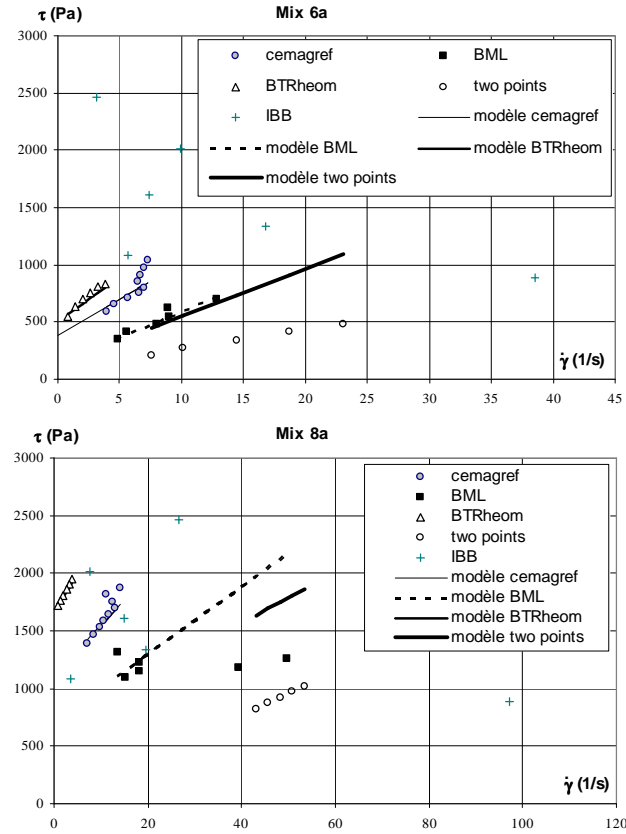 Mix 6a
τ (Pa)
3000
2500
2000
1500
1000
500
0
cemagref
BML
BTRheom
two points
IBB
modèle cemagref
modèle BML
modèle BTRheom
modèle two points
γ̇ (1/s)
0 5 10 15 20 25 30 35 40 45
Mix 8a
τ (Pa)
3000
2500
2000
1500
1000
500
0
cemagref
BML
BTRheom
two points
IBB
modèle cemagref
modèle BML
modèle BTRheom
modèle two points
γ̇ (1/s)
0 20 40 60 80 100 120